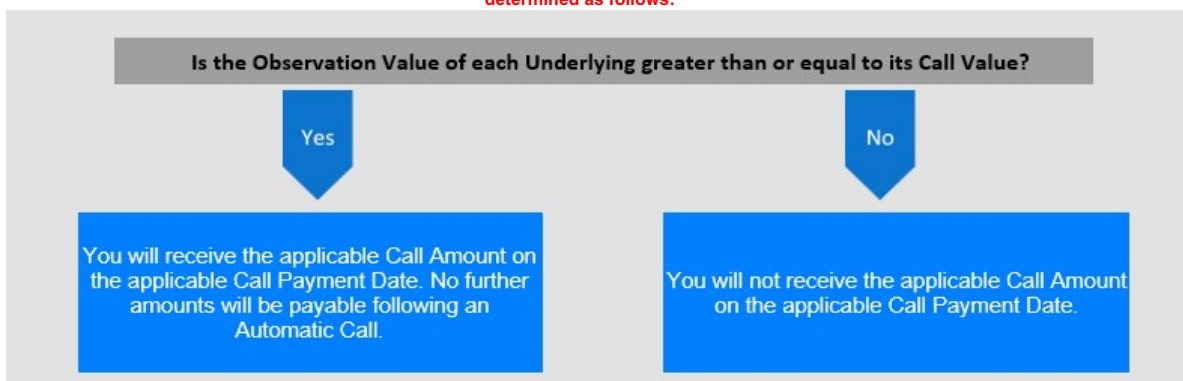 determined as follows:
Is the Observation Value of each Underlying greater than or equal to its Call Value?
Yes
No
You will receive the applicable Call Amount on
the applicable Call Payment Date. No further
amounts will be payable following an
Automatic Call.
You will not receive the applicable Call Amount
on the applicable Call Payment Date.